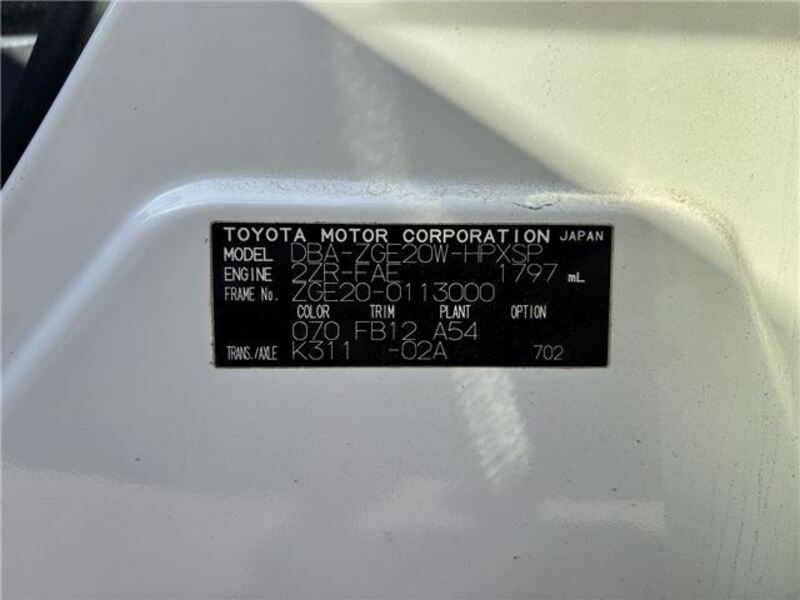 TOYOTA MOTOR CORPORATION JAPAN
MODEL DBA-ZGE20W-HPXSP
ENGINE 2ZR-FAE 1797 mL
FRAME No. ZGE20-0113000
COLOR TRIM PLANT OPTION
070 FB12 A54
TRANS./AXLE K311 -02A 702